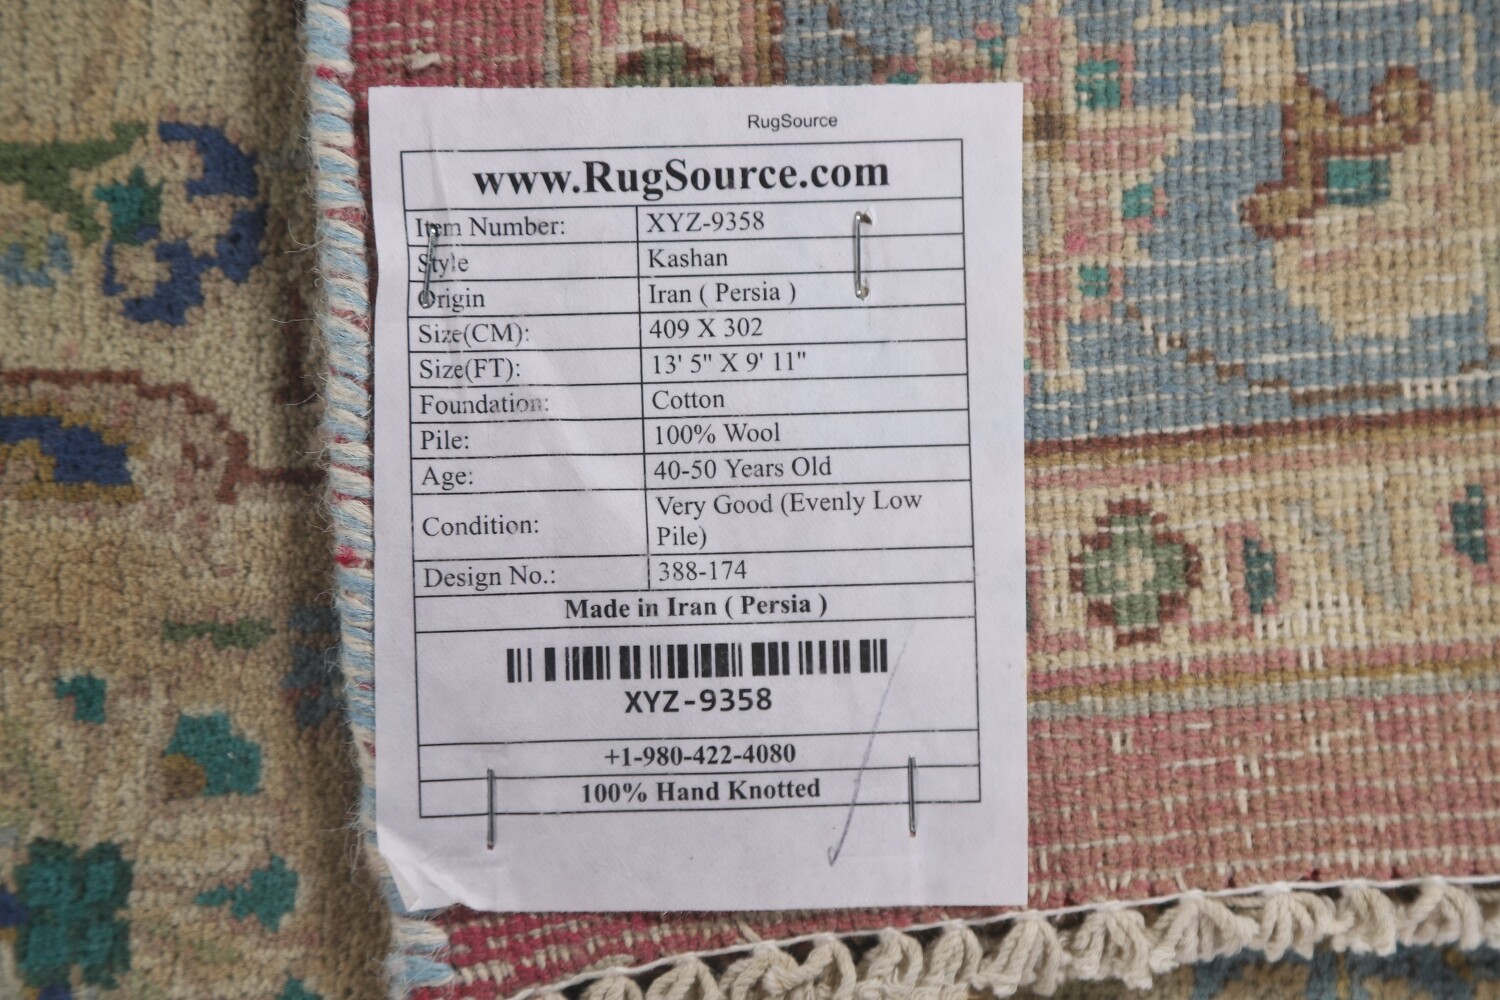 RugSource
www.RugSource.com
Item Number: XYZ-9358
Style Kashan
Origin Iran ( Persia )
Size(CM): 409 X 302
Size(FT): 13' 5" X 9' 11"
Foundation: Cotton
Pile: 100% Wool
Age: 40-50 Years Old
Condition: Very Good (Evenly Low
Pile)
Design No.: 388-174
Made in Iran ( Persia )
XYZ-9358
+1-980-422-4080
100% Hand Knotted